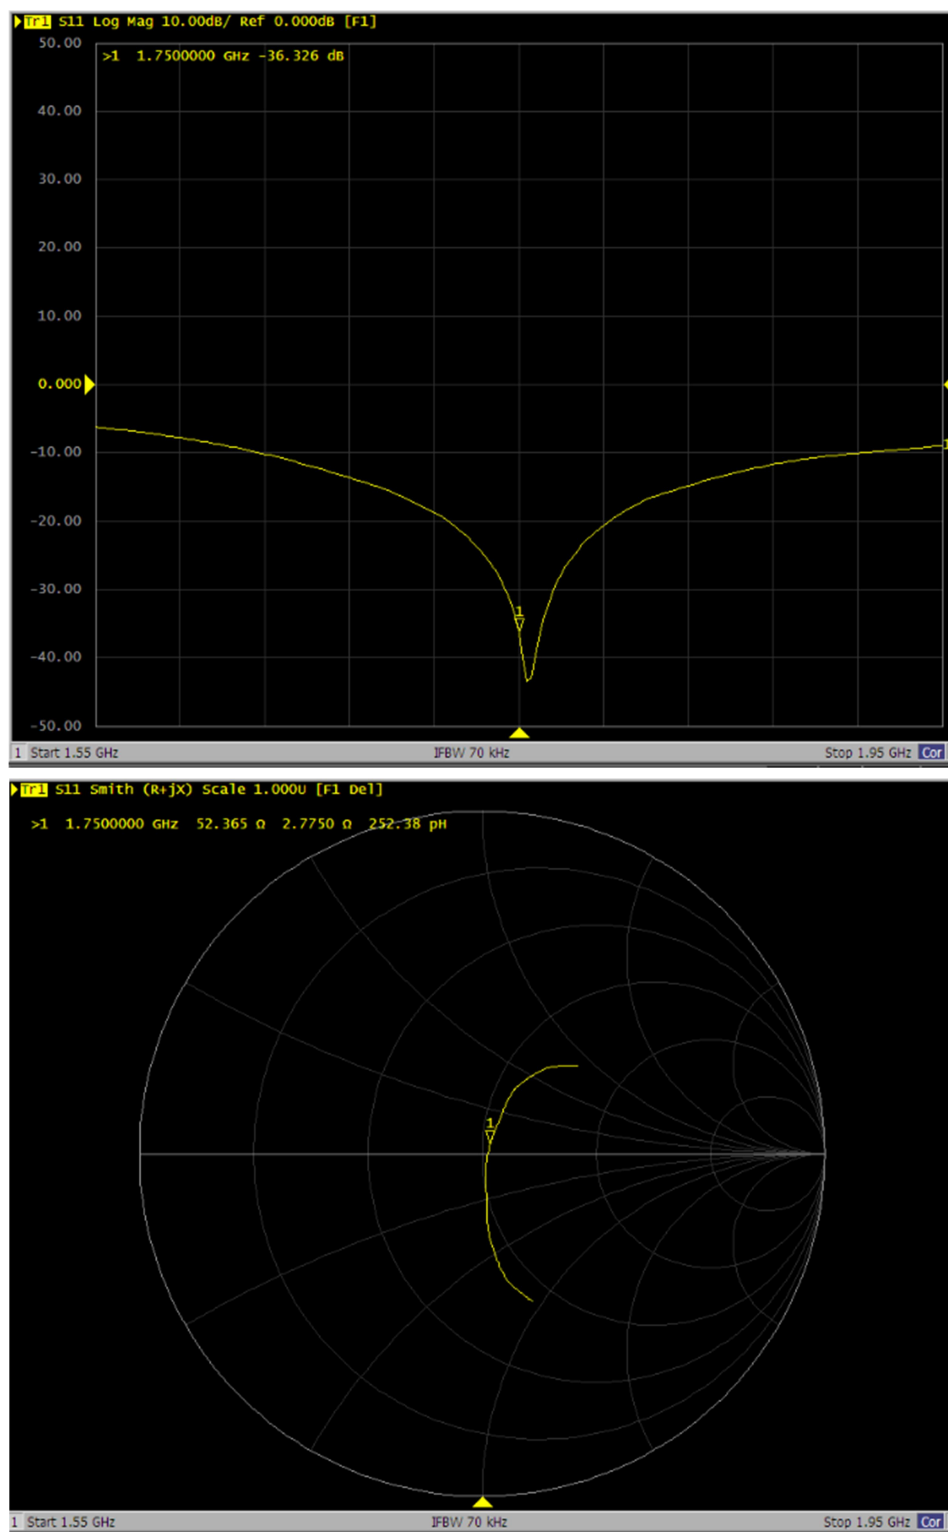 Tr1 S11 Log Mag 10.00dB/ Ref 0.000dB [F1]
50.00
>1 1.7500000 GHz -36.326 dB
40.00
30.00
20.00
10.00
0.000
-10.00
1
-20.00
-30.00
1
-40.00
-50.00
1 Start 1.55 GHz IFBW 70 kHz Stop 1.95 GHz Cor
Tr1 S11 Smith (R+jX) Scale 1.000U [F1 Del]
>1 1.7500000 GHz 52.365 Ω 2.7750 Ω 252.38 pH
1
1 Start 1.55 GHz IFBW 70 kHz Stop 1.95 GHz Cor